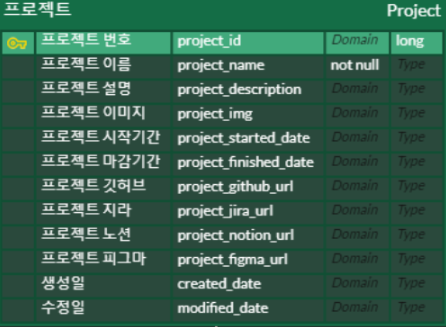 프로젝트 Project
프로젝트 번호 project_id Domain long
프로젝트 이름 project_name not null Type
프로젝트 설명 project_description Domain Type
프로젝트 이미지 project_img Domain Type
프로젝트 시작기간 project_started_date Domain Type
프로젝트 마감기간 project_finished_date Domain Type
프로젝트 깃허브 project_github_url Domain Type
프로젝트 지라 project_jira_url Domain Type
프로젝트 노션 project_notion_url Domain Type
프로젝트 피그마 project_figma_url Domain Type
생성일 created_date Domain Type
수정일 modified_date Domain Type